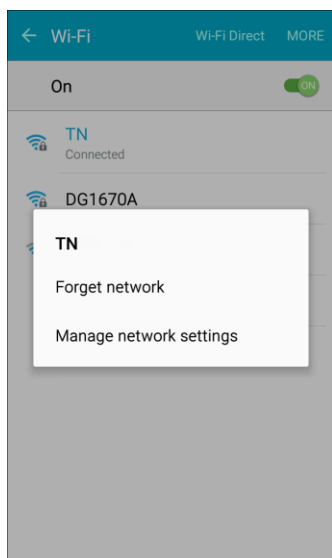 Wi-Fi Wi-Fi Direct MORE
On ON
TN
Connected
DG1670A
TN
Forget network
Manage network settings